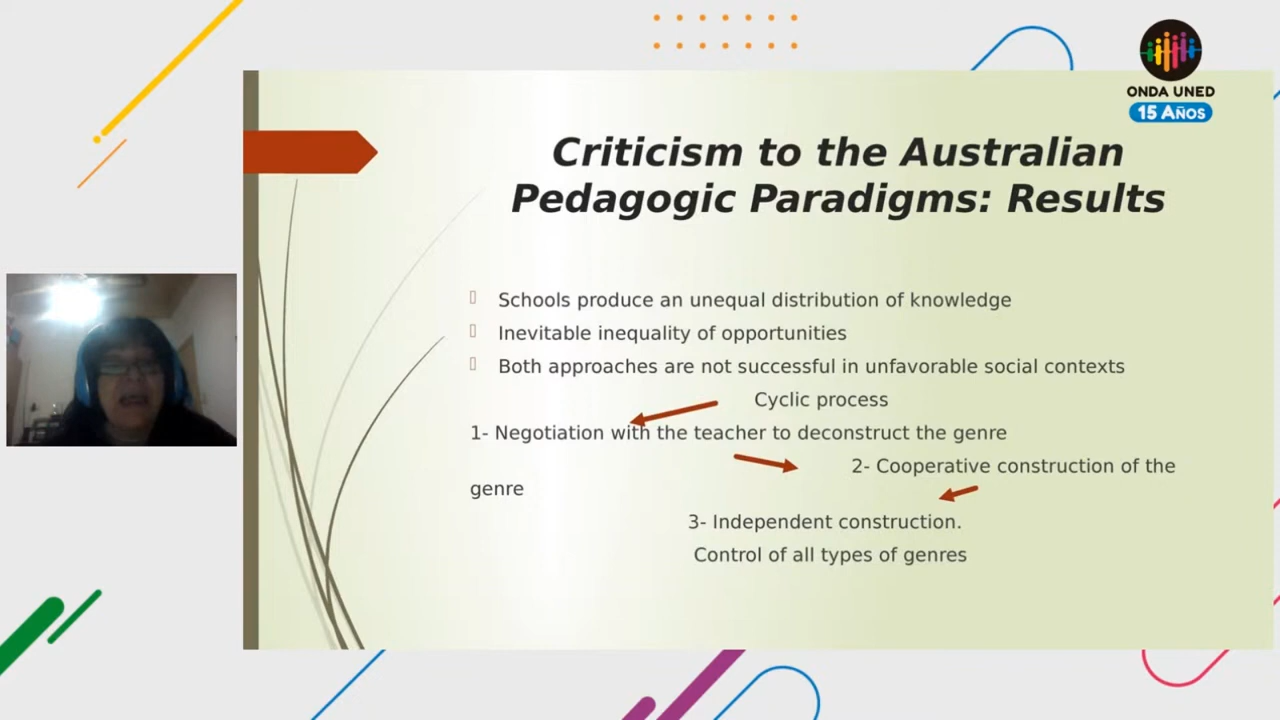 ONDA UNED
15 AÑOS
Criticism to the Australian
Pedagogic Paradigms: Results
Schools produce an unequal distribution of knowledge
Inevitable inequality of opportunities
Both approaches are not successful in unfavorable social contexts
Cyclic process
1- Negotiation with the teacher to deconstruct the genre
2- Cooperative construction of the
genre
3- Independent construction.
Control of all types of genres